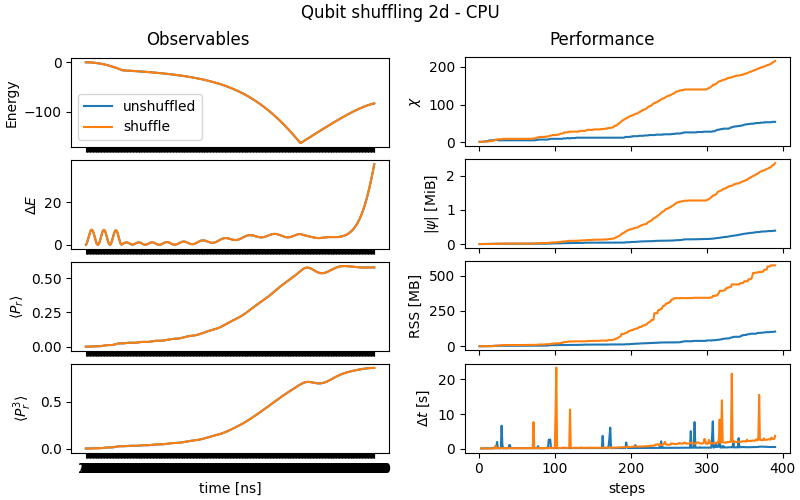 Qubit shuffling 2d - CPU
Observables
Energy
0
−100
unshuffled
shuffle
ΔE
20
0
⟨P_r⟩
0.50
0.25
0.00
⟨P_r^3⟩
0.5
0.0
time [ns]
Performance
χ
200
100
0
|ψ| [MiB]
2
1
0
RSS [MB]
500
250
0
Δt [s]
20
10
0
0 100 200 300 400
steps